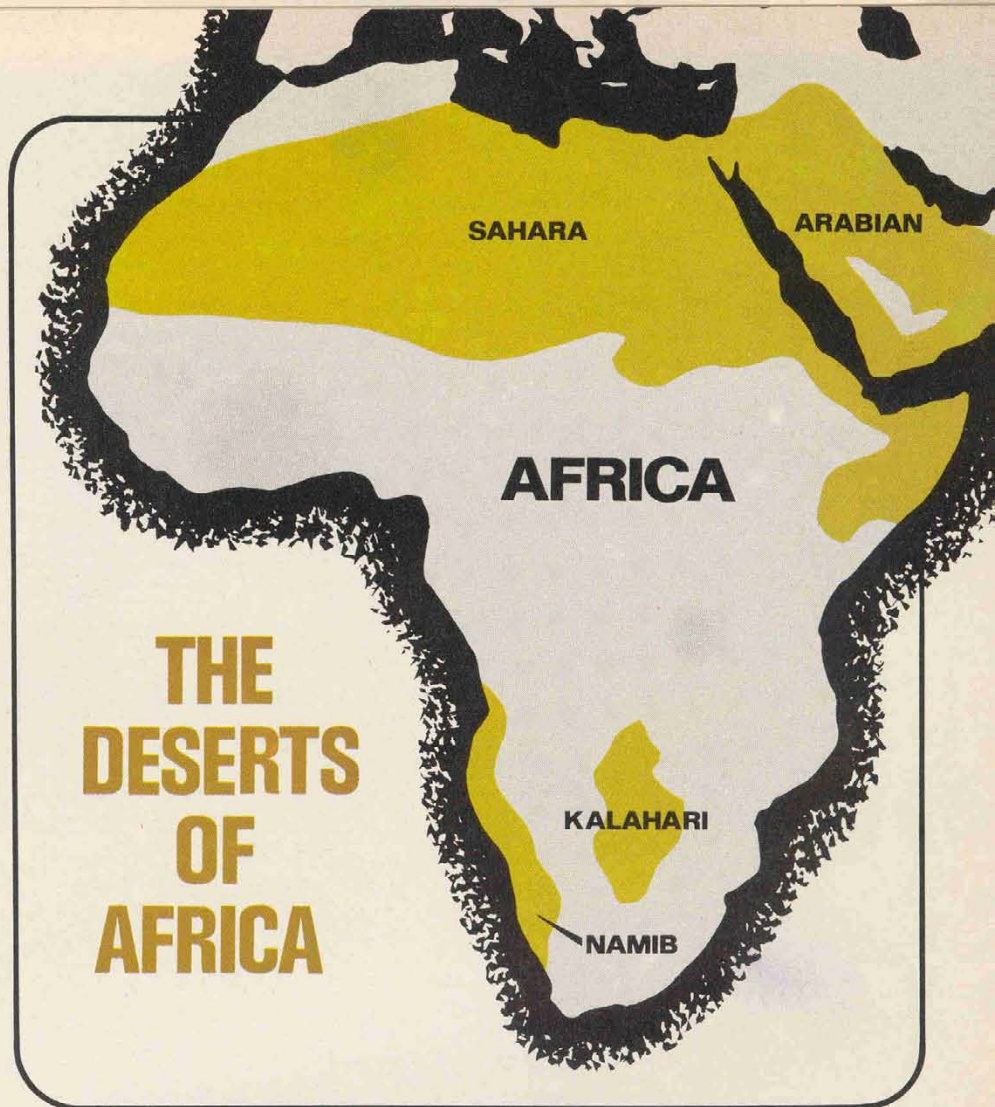 SAHARA
ARABIAN
AFRICA
THE
DESERTS
OF
AFRICA
KALAHARI
NAMIB